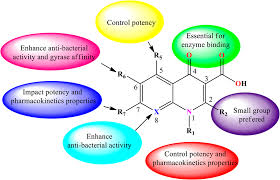 Control potency
Enhance anti-bacterial
activity and gyrase affinity
Essential for
enzyme binding
R5
O
O
R6
5
4
OH
6
3
Impact potency and
pharmacokinetics properties
R7
7
N
8
N
1
2
R2
Small group
prefered
R1
Enhance
anti-bacterial activity
Control potency and
pharmacokinetics properties